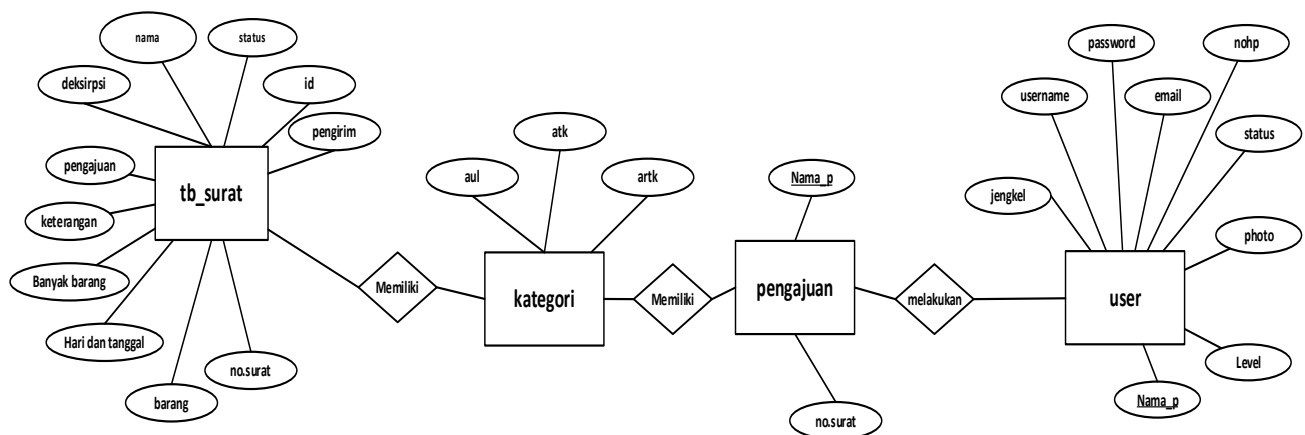 nama
status
deksirpsi
id
pengirim
pengajuan
tb_surat
keterangan
Banyak barang
Hari dan tanggal
barang
no.surat
Memiliki
aul
atk
artk
kategori
Memiliki
Nama_p
pengajuan
no.surat
melakukan
password
nohp
username
email
status
jengkel
photo
user
Level
Nama_p